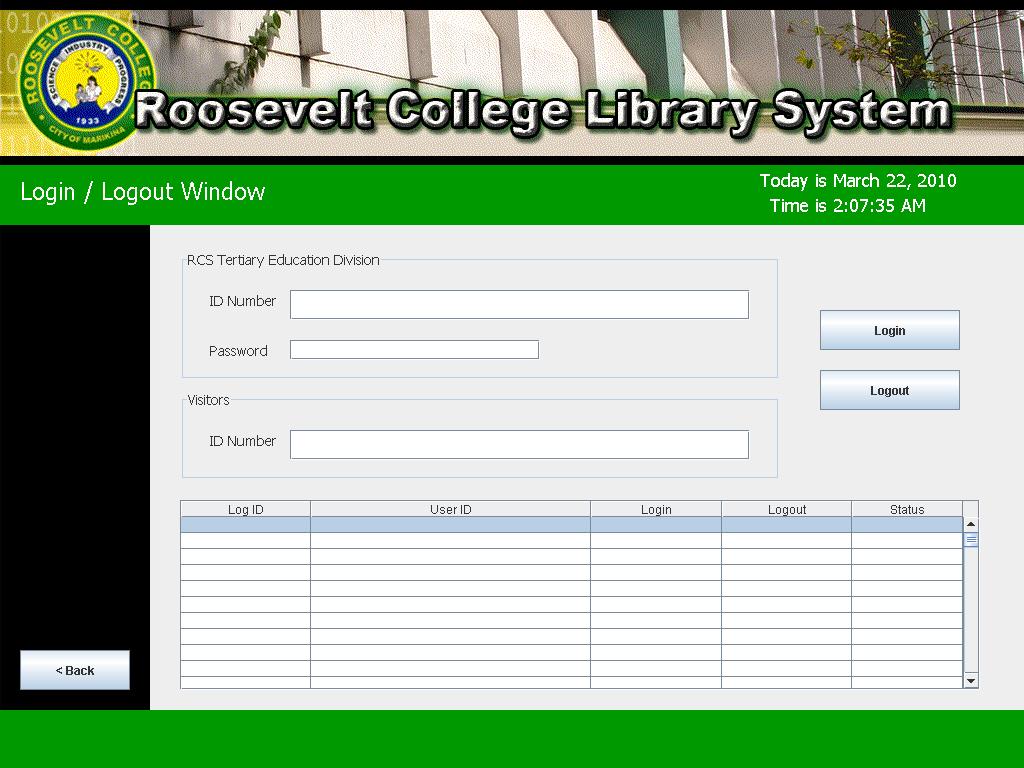 ROOSEVELT COLLEGE
SCIENCE INDUSTRY PROGRESS
1933
CITY OF MARIKINA
Roosevelt College Library System
Login / Logout Window
Today is March 22, 2010
Time is 2:07:35 AM
RCS Tertiary Education Division
ID Number
Password
Login
Logout
Visitors
ID Number
Log ID User ID Login Logout Status
< Back